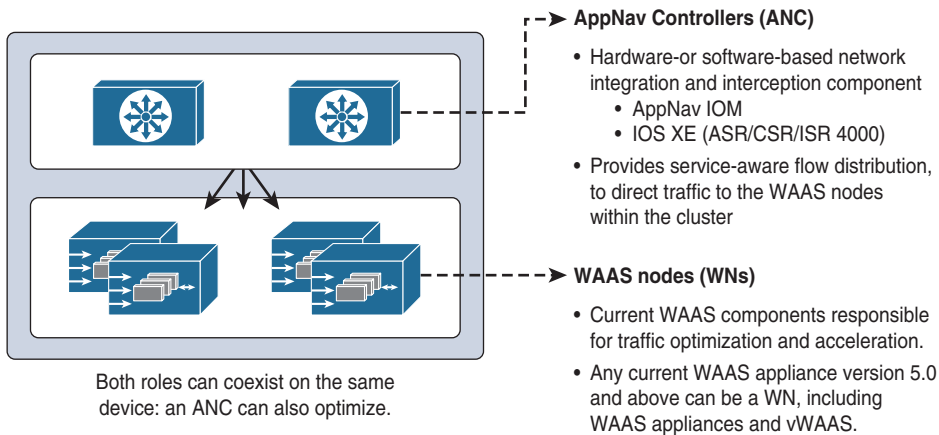 AppNav Controllers (ANC)
• Hardware-or software-based network
integration and interception component
• AppNav IOM
• IOS XE (ASR/CSR/ISR 4000)
• Provides service-aware flow distribution,
to direct traffic to the WAAS nodes
within the cluster
WAAS nodes (WNs)
• Current WAAS components responsible
for traffic optimization and acceleration.
• Any current WAAS appliance version 5.0
and above can be a WN, including
WAAS appliances and vWAAS.
Both roles can coexist on the same
device: an ANC can also optimize.